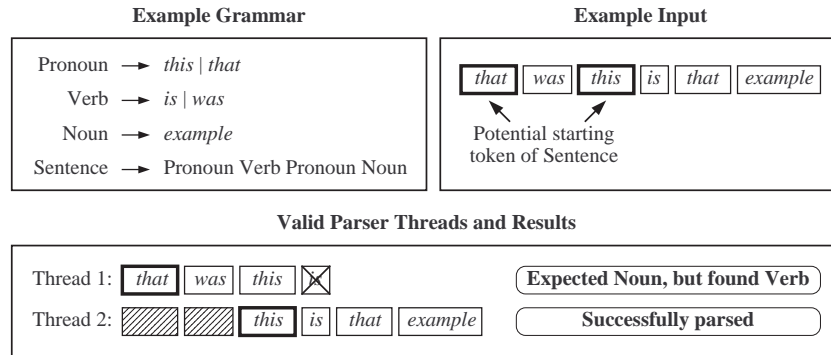 Example Grammar
Pronoun → this | that
Verb → is | was
Noun → example
Sentence → Pronoun Verb Pronoun Noun
Example Input
that was this is that example
Potential starting
token of Sentence
Valid Parser Threads and Results
Thread 1: that was this is Expected Noun, but found Verb
Thread 2: this is that example Successfully parsed